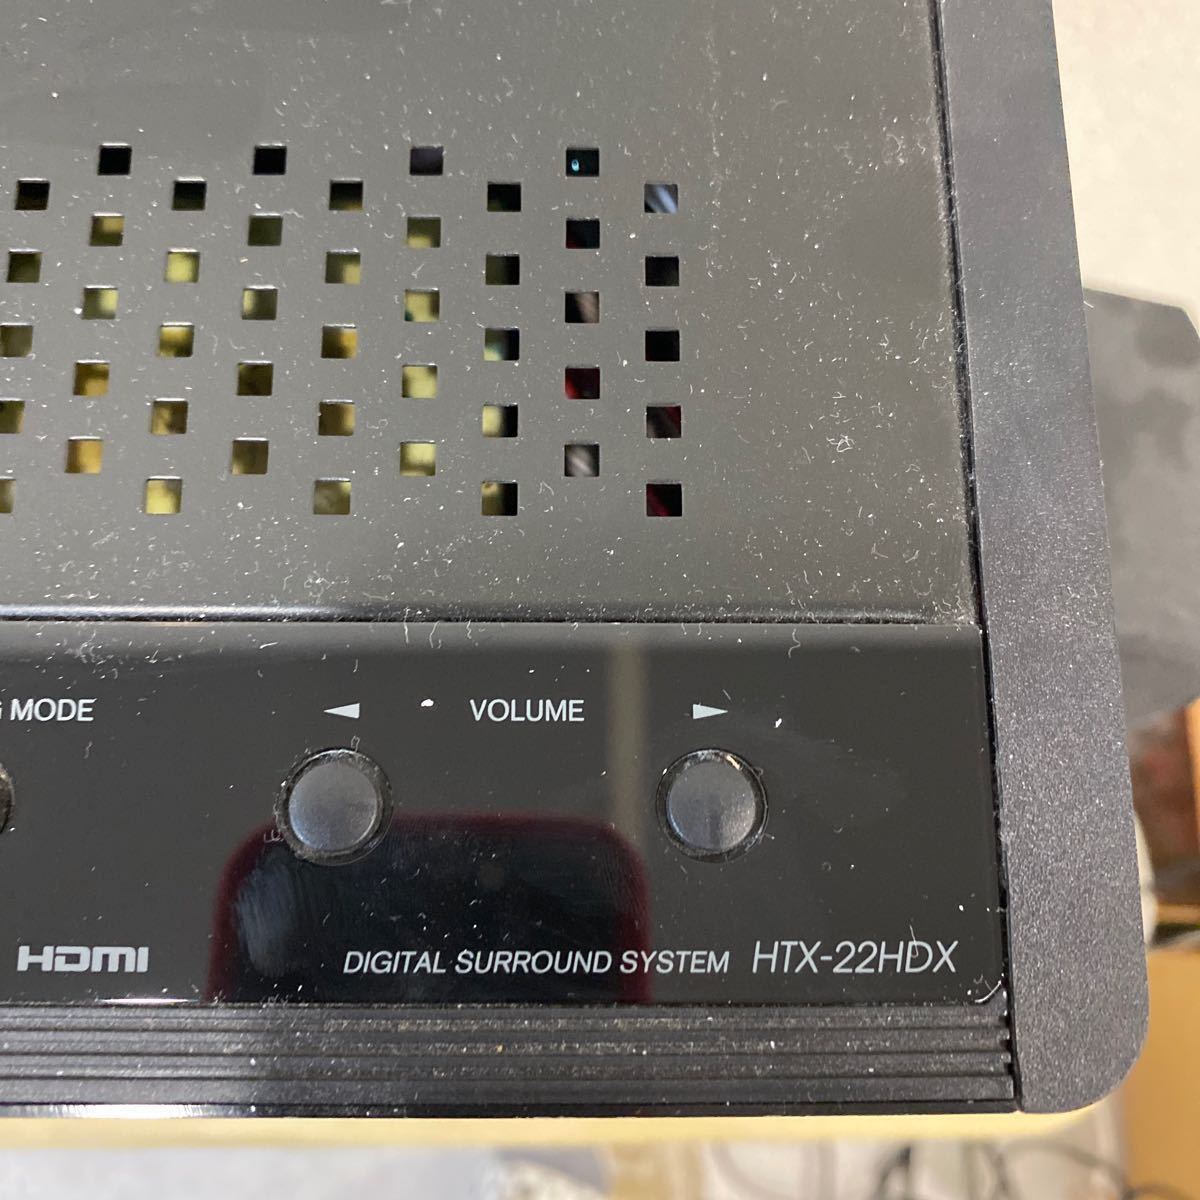 MODE
◄ VOLUME ►
HDMI
DIGITAL SURROUND SYSTEM HTX-22HDX